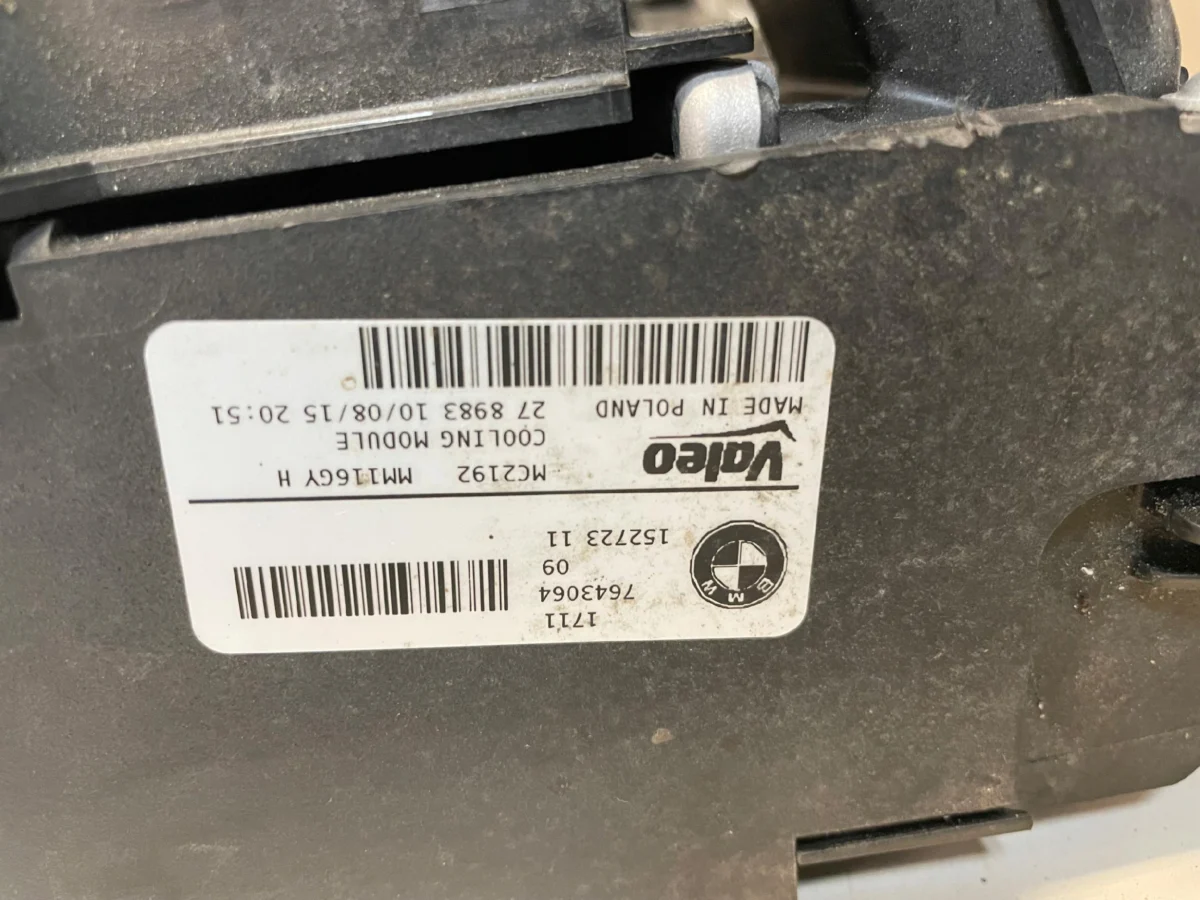 1711
7643064
09
BMW
152723 11
MC2192 MM116GY H
Valeo
COOLING MODULE
27 8983 10/08/15 20:51
MADE IN POLAND